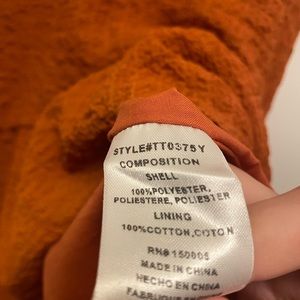 STYLE#TT0375Y
COMPOSITION
SHELL
100%POLYESTER,
POLIESTERE, POLIESTER
LINING
100%COTTON,COTON
RN# 150005
MADE IN CHINA
HECHO EN CHINA